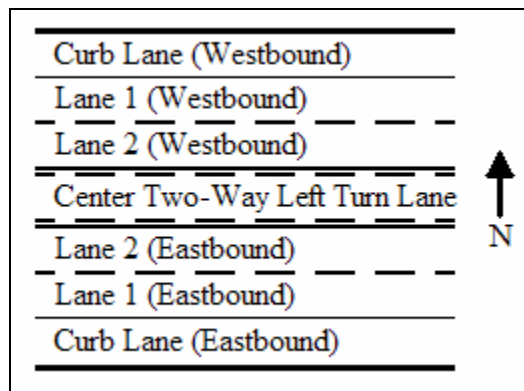 Curb Lane (Westbound)
Lane 1 (Westbound)
Lane 2 (Westbound)
Center Two-Way Left Turn Lane
Lane 2 (Eastbound)
Lane 1 (Eastbound)
Curb Lane (Eastbound)
N